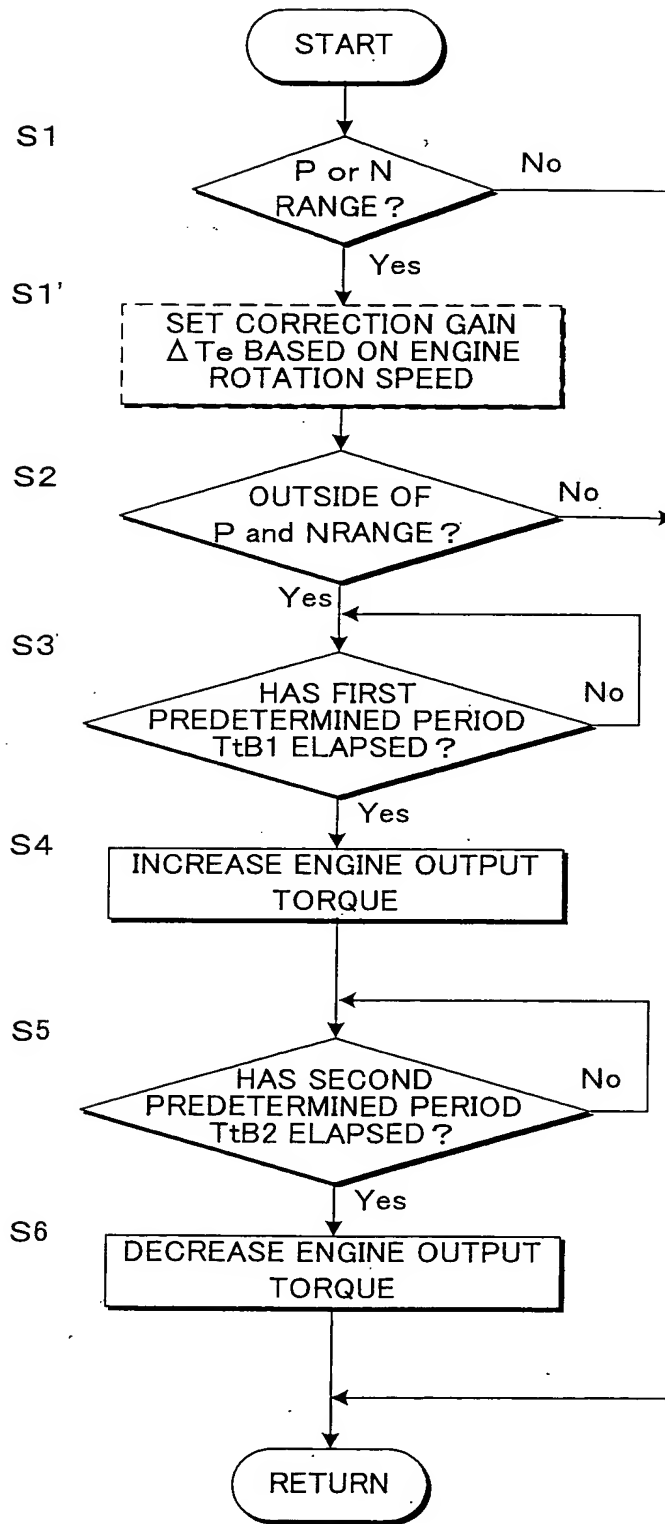 START
S1
P or N
RANGE?
No
Yes
S1'
SET CORRECTION GAIN
ΔTe BASED ON ENGINE
ROTATION SPEED
S2
OUTSIDE OF
P and NRANGE?
No
Yes
S3
HAS FIRST
PREDETERMINED PERIOD
TtB1 ELAPSED?
No
Yes
S4
INCREASE ENGINE OUTPUT
TORQUE
S5
HAS SECOND
PREDETERMINED PERIOD
TtB2 ELAPSED?
No
Yes
S6
DECREASE ENGINE OUTPUT
TORQUE
RETURN